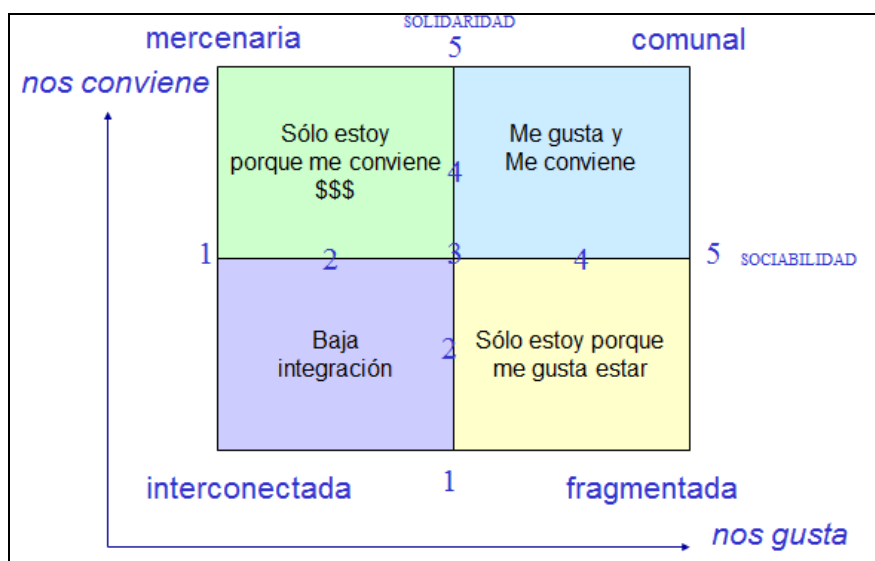 SOLIDARIDAD
mercenaria
5
comunal
nos conviene
Sólo estoy
porque me conviene
$$$
Me gusta y
Me conviene
4
1
2
3
4
5
SOCIABILIDAD
Baja
integración
2
Sólo estoy porque
me gusta estar
interconectada
1
fragmentada
nos gusta